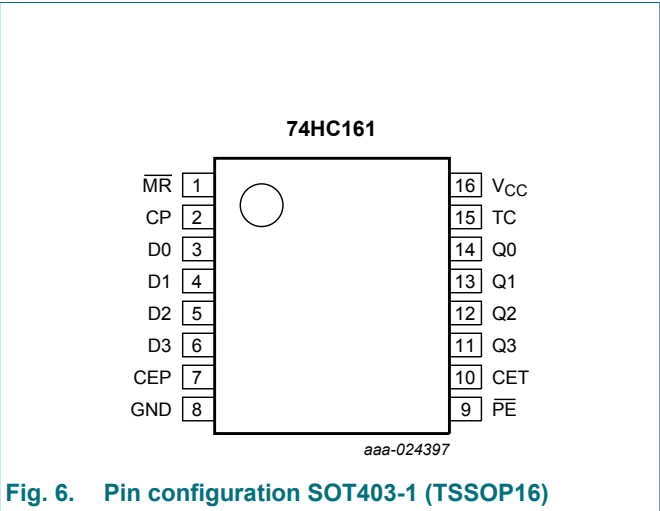 74HC161
M̅R̅ 1 16 VCC
CP 2 15 TC
D0 3 14 Q0
D1 4 13 Q1
D2 5 12 Q2
D3 6 11 Q3
CEP 7 10 CET
GND 8 9 P̅E̅
aaa-024397
Fig. 6. Pin configuration SOT403-1 (TSSOP16)